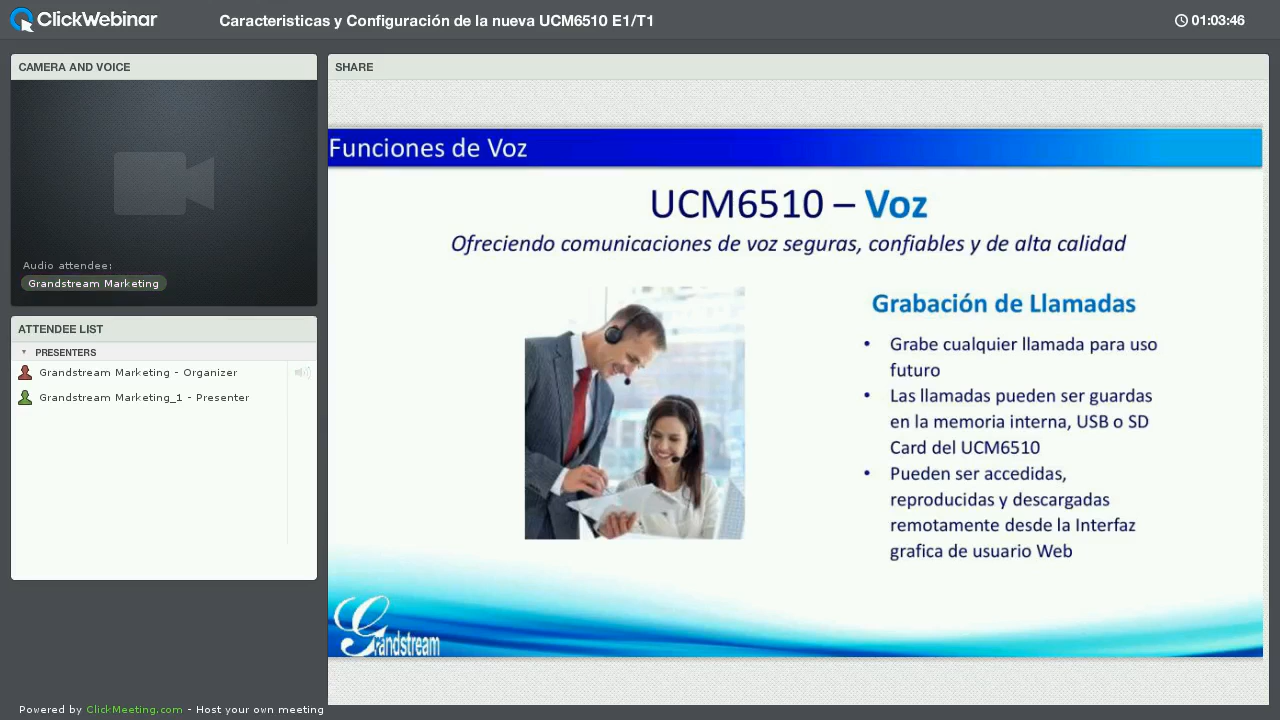 ClickWebinar
Caracteristicas y Configuración de la nueva UCM6510 E1/T1
01:03:46
CAMERA AND VOICE
Audio attendee:
Grandstream Marketing
ATTENDEE LIST
PRESENTERS
Grandstream Marketing - Organizer
Grandstream Marketing_1 - Presenter
SHARE
Funciones de Voz
UCM6510 – Voz
Ofreciendo comunicaciones de voz seguras, confiables y de alta calidad
Grabación de Llamadas
• Grabe cualquier llamada para uso
futuro
• Las llamadas pueden ser guardas
en la memoria interna, USB o SD
Card del UCM6510
• Pueden ser accedidas,
reproducidas y descargadas
remotamente desde la Interfaz
grafica de usuario Web
Grandstream
Powered by ClickMeeting.com - Host your own meeting